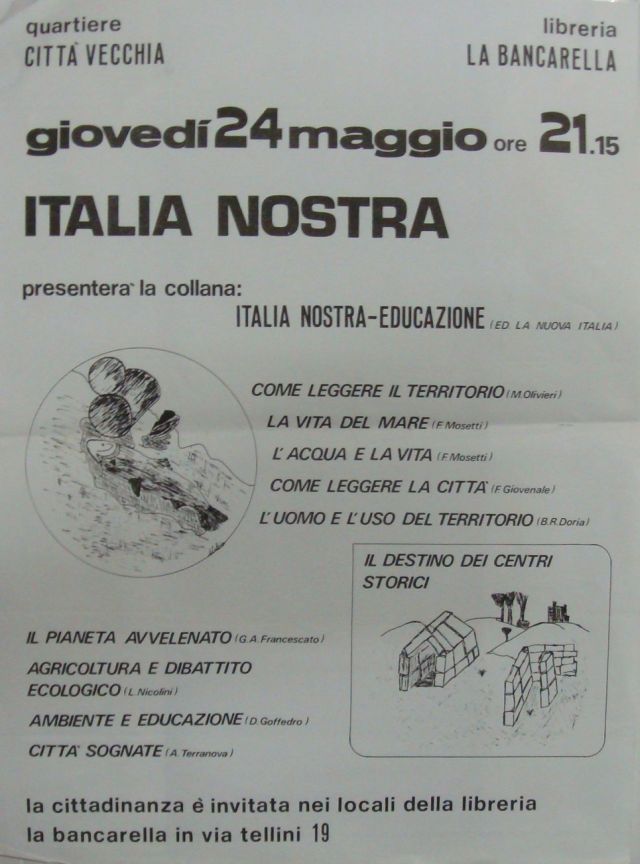 quartiere
CITTÀ VECCHIA
libreria
LA BANCARELLA
giovedí 24 maggio ore 21.15
ITALIA NOSTRA
presenterà la collana:
ITALIA NOSTRA-EDUCAZIONE (ED. LA NUOVA ITALIA)
COME LEGGERE IL TERRITORIO (M.Olivieri)
LA VITA DEL MARE (F. Mosetti)
L'ACQUA E LA VITA (F. Mosetti)
COME LEGGERE LA CITTÀ (F. Giovenale)
L'UOMO E L'USO DEL TERRITORIO (B.R.Doria)
IL DESTINO DEI CENTRI
STORICI
IL PIANETA AVVELENATO (G.A.Francescato)
AGRICOLTURA E DIBATTITO
ECOLOGICO (L. Nicolini)
AMBIENTE E EDUCAZIONE (D. Goffedro)
CITTÀ SOGNATE (A. Terranova)
la cittadinanza è invitata nei locali della libreria
la bancarella in via tellini 19